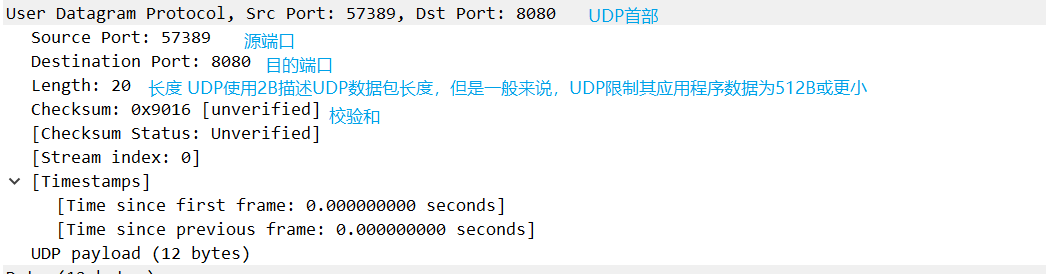 User Datagram Protocol, Src Port: 57389, Dst Port: 8080 UDP首部
Source Port: 57389 源端口
Destination Port: 8080 目的端口
Length: 20 长度 UDP使用2B描述UDP数据包长度，但是一般来说，UDP限制其应用程序数据为512B或更小
Checksum: 0x9016 [unverified] 校验和
[Checksum Status: Unverified]
[Stream index: 0]
[Timestamps]
[Time since first frame: 0.000000000 seconds]
[Time since previous frame: 0.000000000 seconds]
UDP payload (12 bytes)